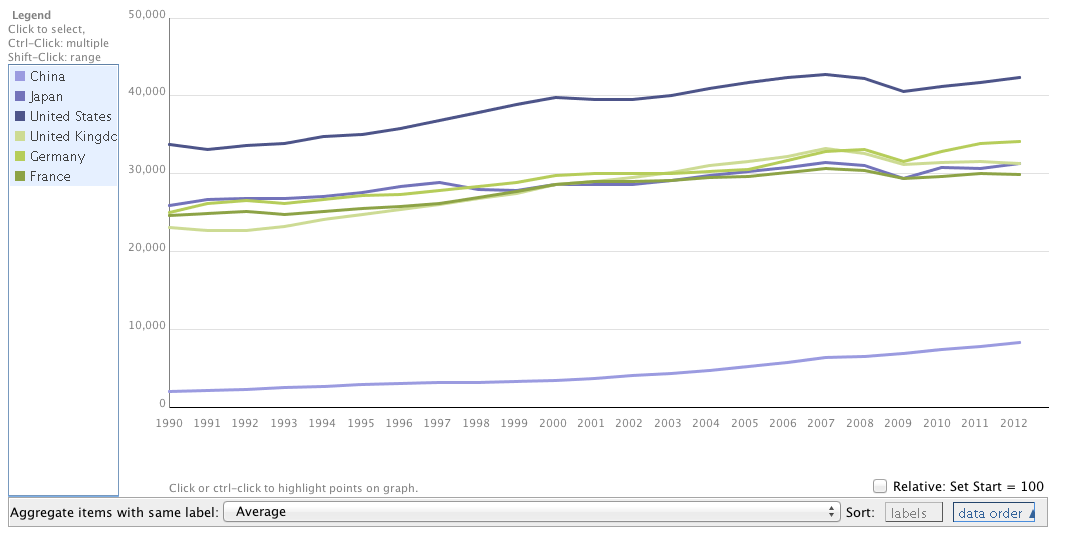 Legend
Click to select,
Ctrl-Click: multiple
Shift-Click: range
China
Japan
United States
United Kingdc
Germany
France
50,000
40,000
30,000
20,000
10,000
0
1990 1991 1992 1993 1994 1995 1996 1997 1998 1999 2000 2001 2002 2003 2004 2005 2006 2007 2008 2009 2010 2011 2012
Click or ctrl-click to highlight points on graph.
Relative: Set Start = 100
Aggregate items with same label: Average Sort: labels data order